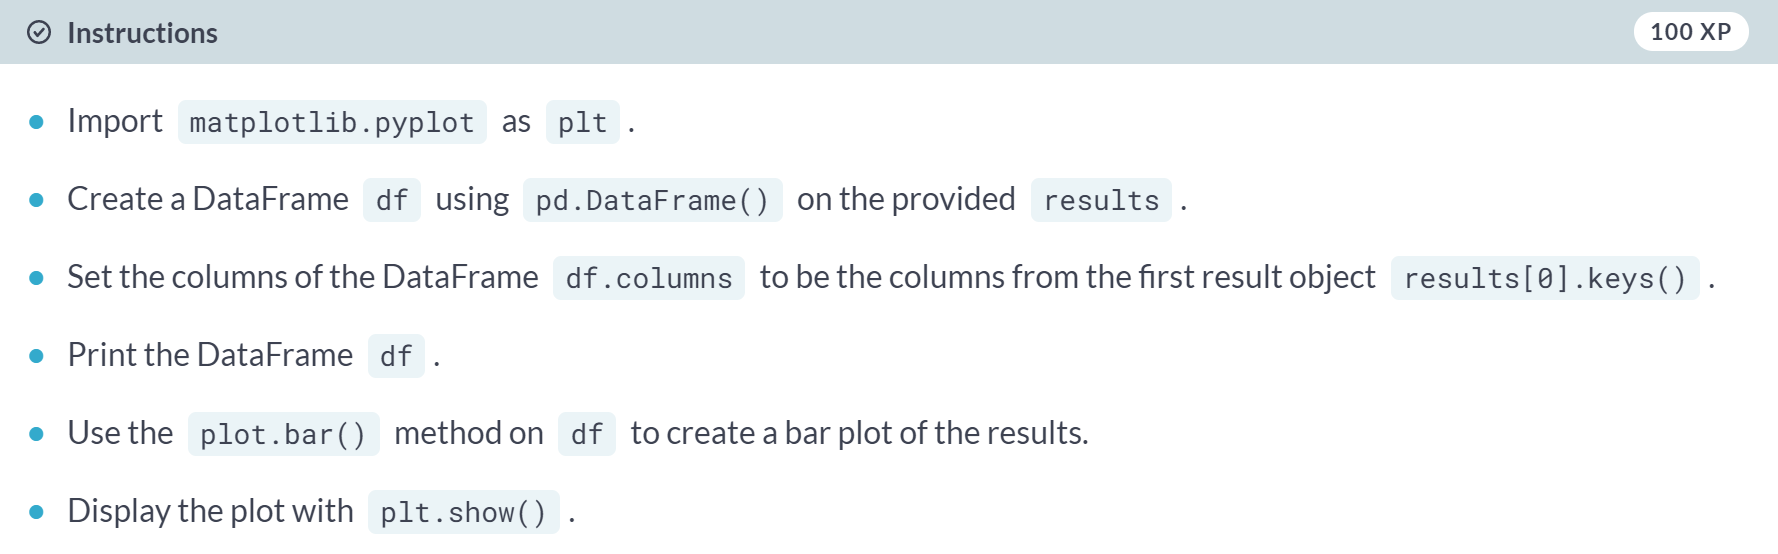 Instructions
100 XP
Import matplotlib.pyplot as plt .
Create a DataFrame df using pd.DataFrame() on the provided results .
Set the columns of the DataFrame df.columns to be the columns from the first result object results[0].keys() .
Print the DataFrame df .
Use the plot.bar() method on df to create a bar plot of the results.
Display the plot with plt.show() .